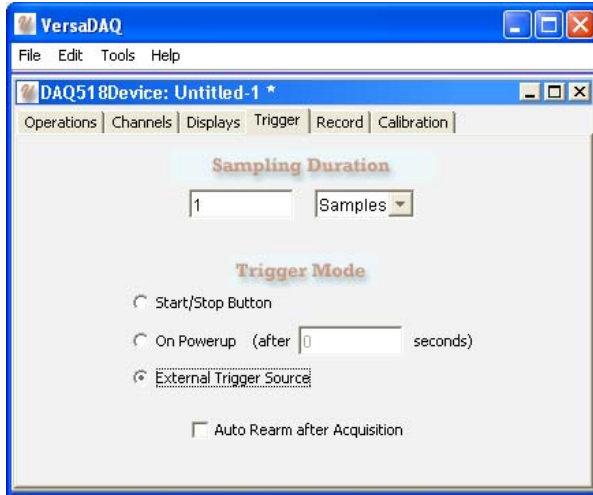 VersaDAQ
File Edit Tools Help
DAQ518Device: Untitled-1 *
Operations Channels Displays Trigger Record Calibration
Sampling Duration
1 Samples
Trigger Mode
Start/Stop Button
On Powerup (after 0 seconds)
External Trigger Source
Auto Rearm after Acquisition